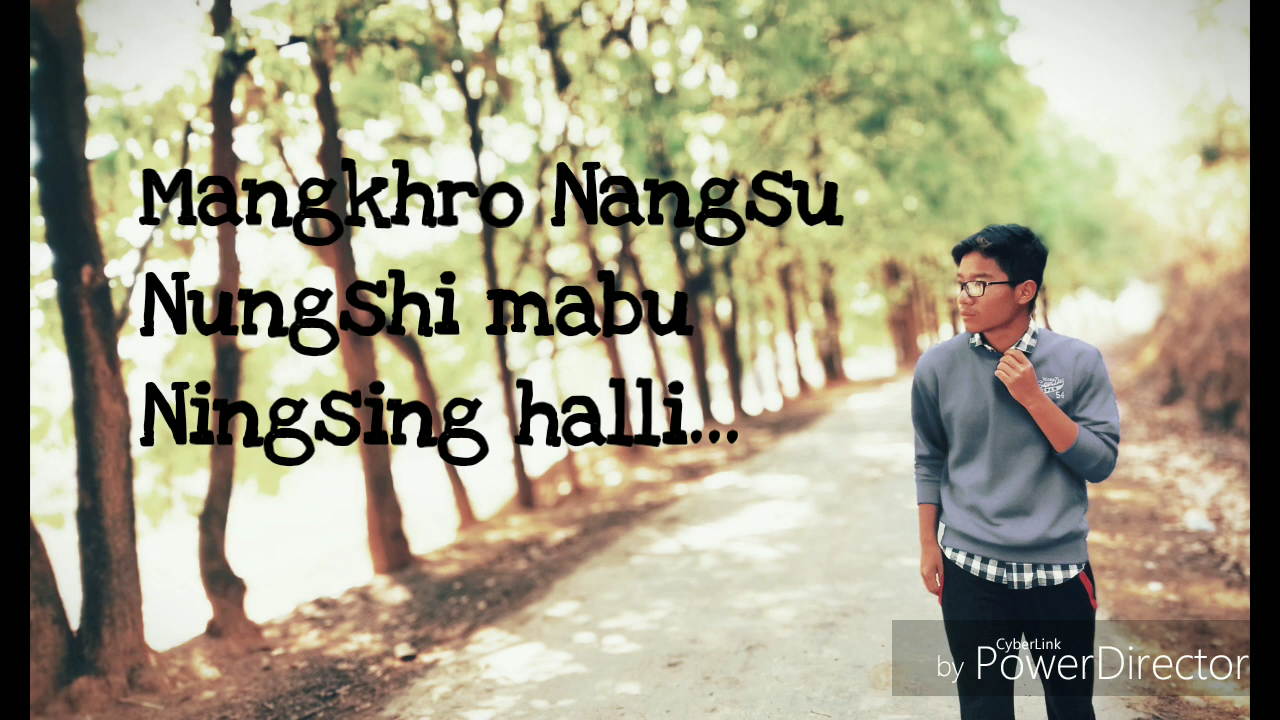 Mangkhro Nangsu
Nungshi mabu
Ningsing halli...
CyberLink
by PowerDirector